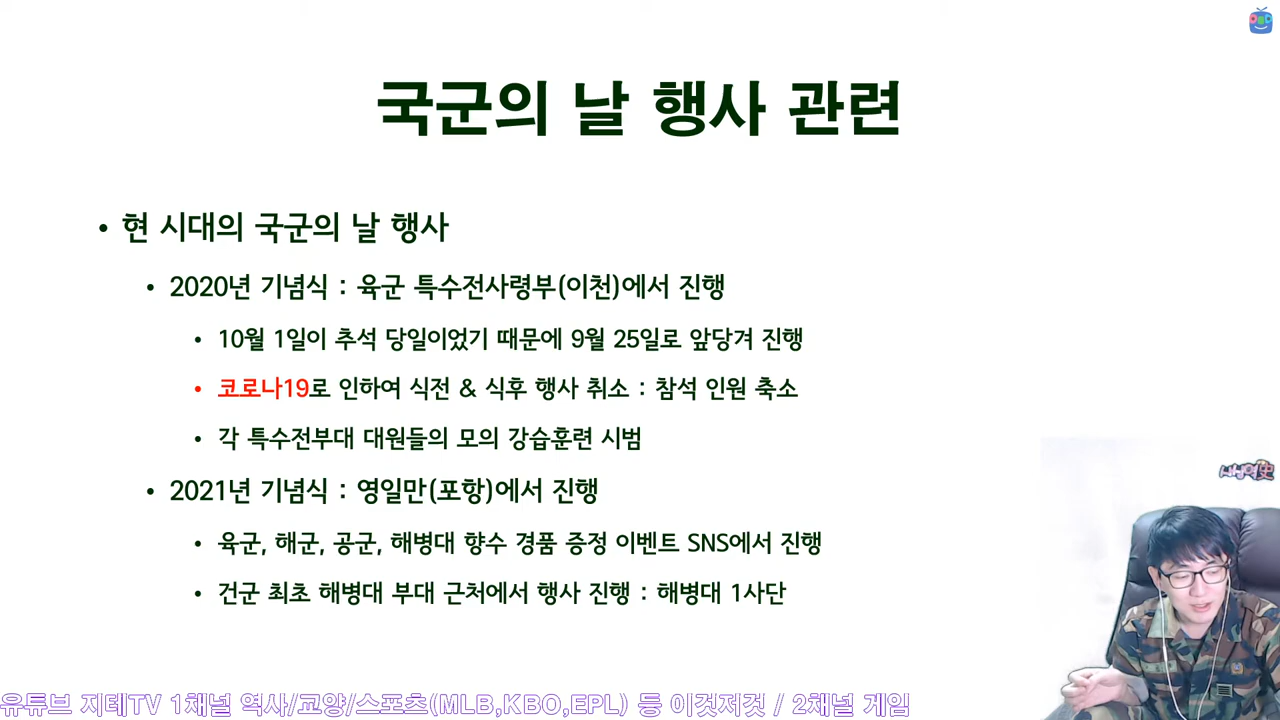 국군의 날 행사 관련
• 현 시대의 국군의 날 행사
• 2020년 기념식 : 육군 특수전사령부(이천)에서 진행
• 10월 1일이 추석 당일이었기 때문에 9월 25일로 앞당겨 진행
• 코로나19로 인하여 식전 & 식후 행사 취소 : 참석 인원 축소
• 각 특수전부대 대원들의 모의 강습훈련 시범
• 2021년 기념식 : 영일만(포항)에서 진행
• 육군, 해군, 공군, 해병대 향수 경품 증정 이벤트 SNS에서 진행
• 건군 최초 해병대 부대 근처에서 행사 진행 : 해병대 1사단
유튜브 지테TV 1채널 역사/교양/스포츠(MLB,KBO,EPL) 등 이것저것 / 2채널 게임